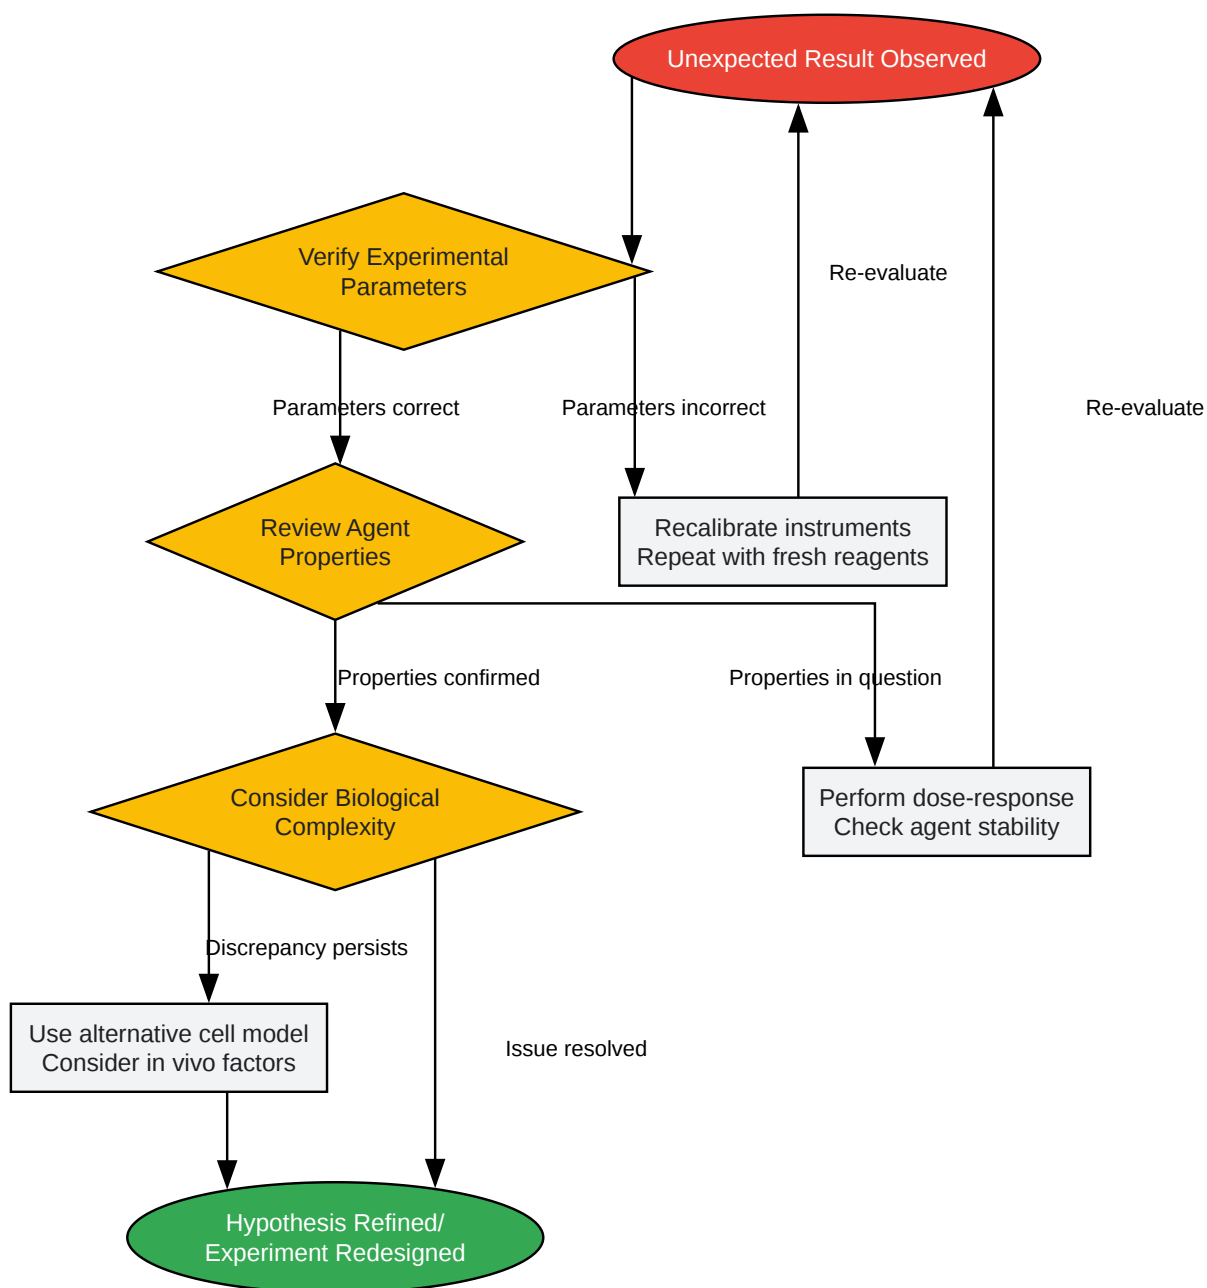 Unexpected Result Observed
Verify Experimental
Parameters
Re-evaluate
Parameters correct
Parameters incorrect
Re-evaluate
Review Agent
Properties
Recalibrate instruments
Repeat with fresh reagents
Properties confirmed
Properties in question
Consider Biological
Complexity
Perform dose-response
Check agent stability
Discrepancy persists
Use alternative cell model
Consider in vivo factors
Issue resolved
Hypothesis Refined/
Experiment Redesigned